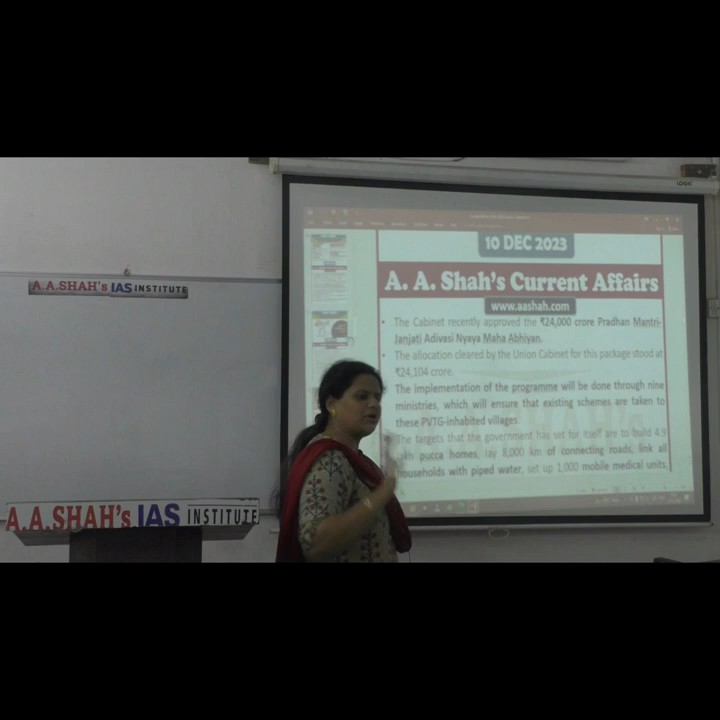 LOGIC
10 DEC 2023
A. A. Shah's Current Affairs
www.aashah.com
• The Cabinet recently approved the ₹24,000 crore Pradhan Mantri-
Janjati Adivasi Nyaya Maha Abhiyan.
• The allocation cleared by the Union Cabinet for this package stood at
₹24,104 crore.
The implementation of the programme will be done through nine
ministries, which will ensure that existing schemes are taken to
these PVTG-inhabited villages.
The targets that the government has set for itself are to build 4.9
pucca homes, lay 8,000 km of connecting roads, link all
households with piped water, set up 1,000 mobile medical units,
A.A.SHAH's IAS INSTITUTE
A.A.SHAH's IAS INSTITUTE